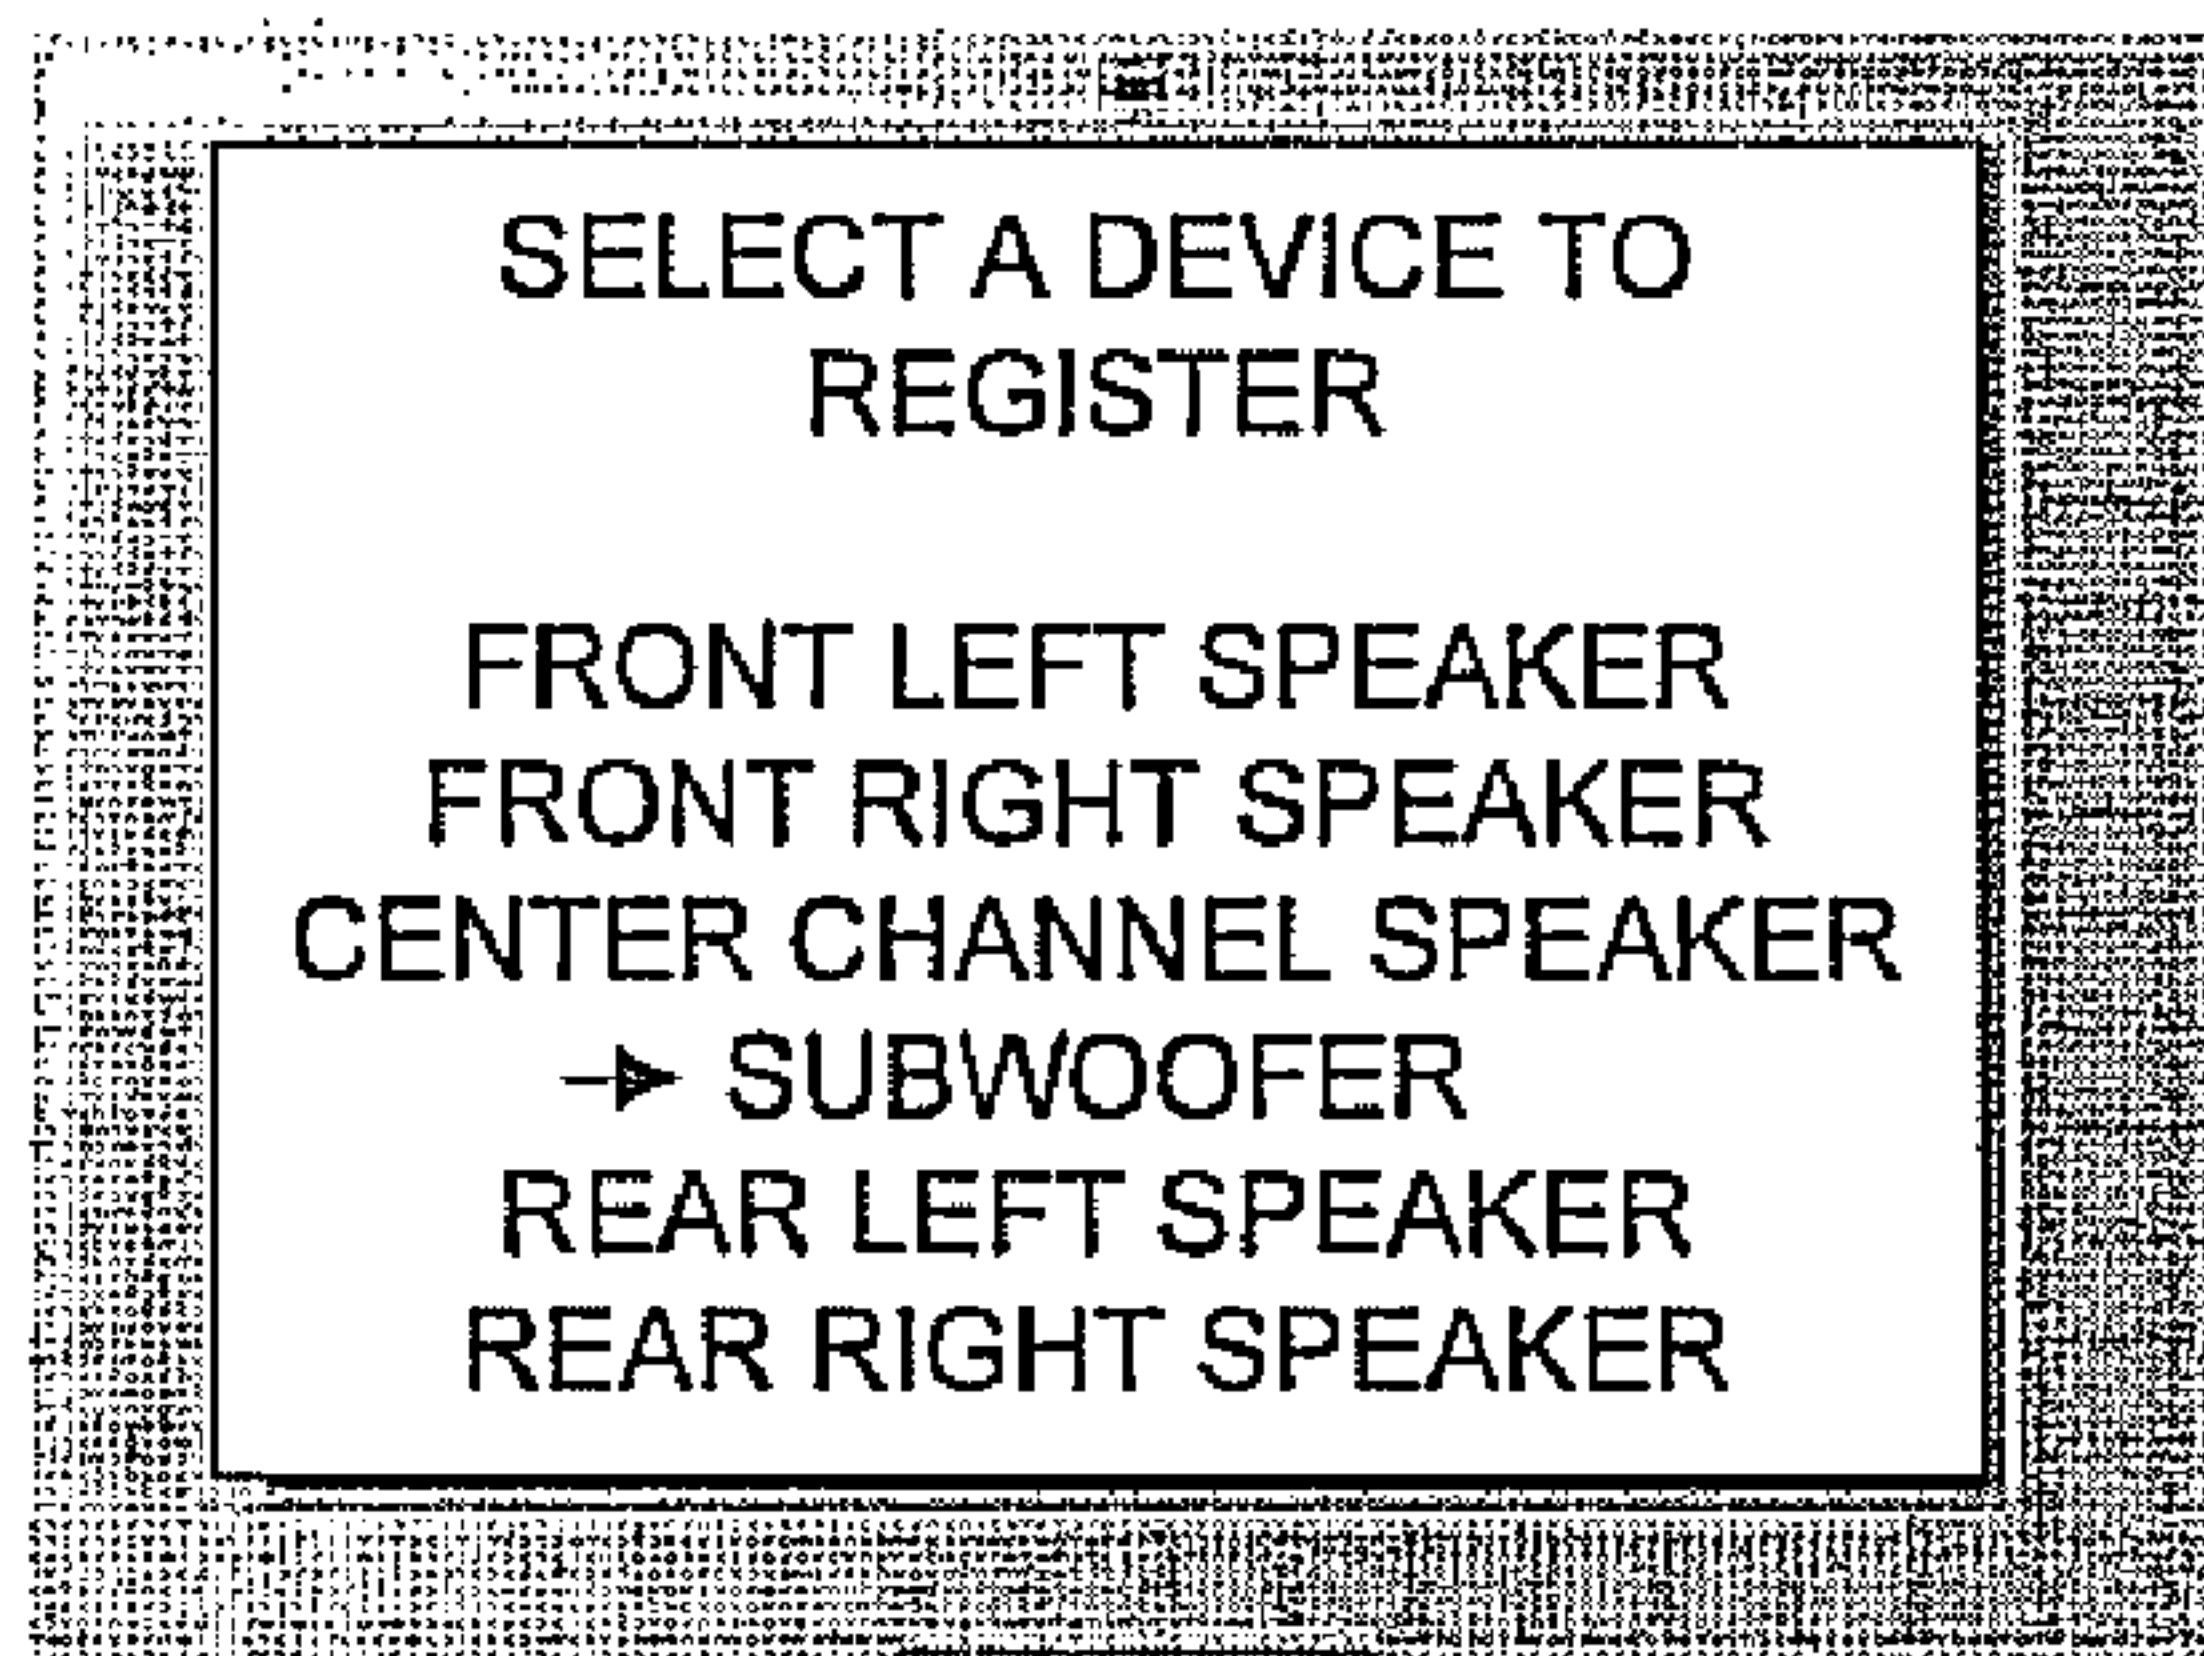 SELECT A DEVICE TO
REGISTER
FRONT LEFT SPEAKER
FRONT RIGHT SPEAKER
CENTER CHANNEL SPEAKER
→ SUBWOOFER
REAR LEFT SPEAKER
REAR RIGHT SPEAKER